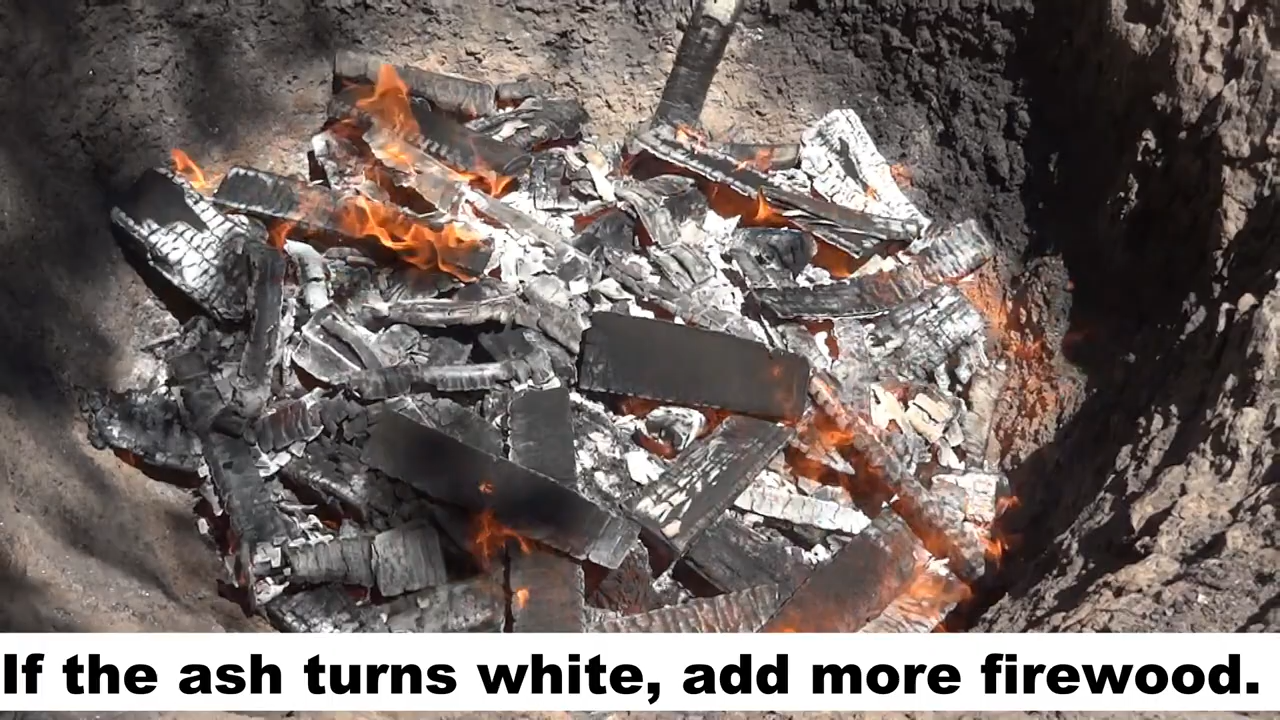 If the ash turns white, add more firewood.